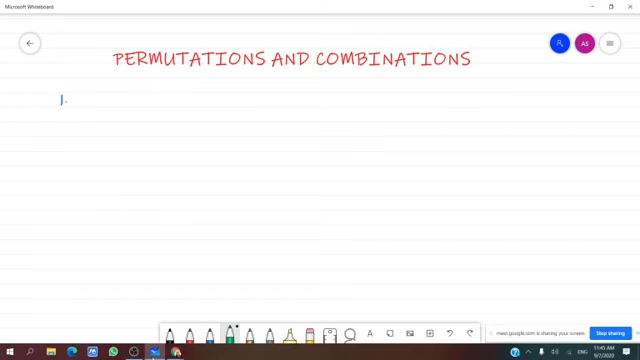 Microsoft Whiteboard
AS
PERMUTATIONS AND COMBINATIONS
1.
A
meet.google.com is sharing your screen.
Stop sharing
11:45 AM
9/7/2020